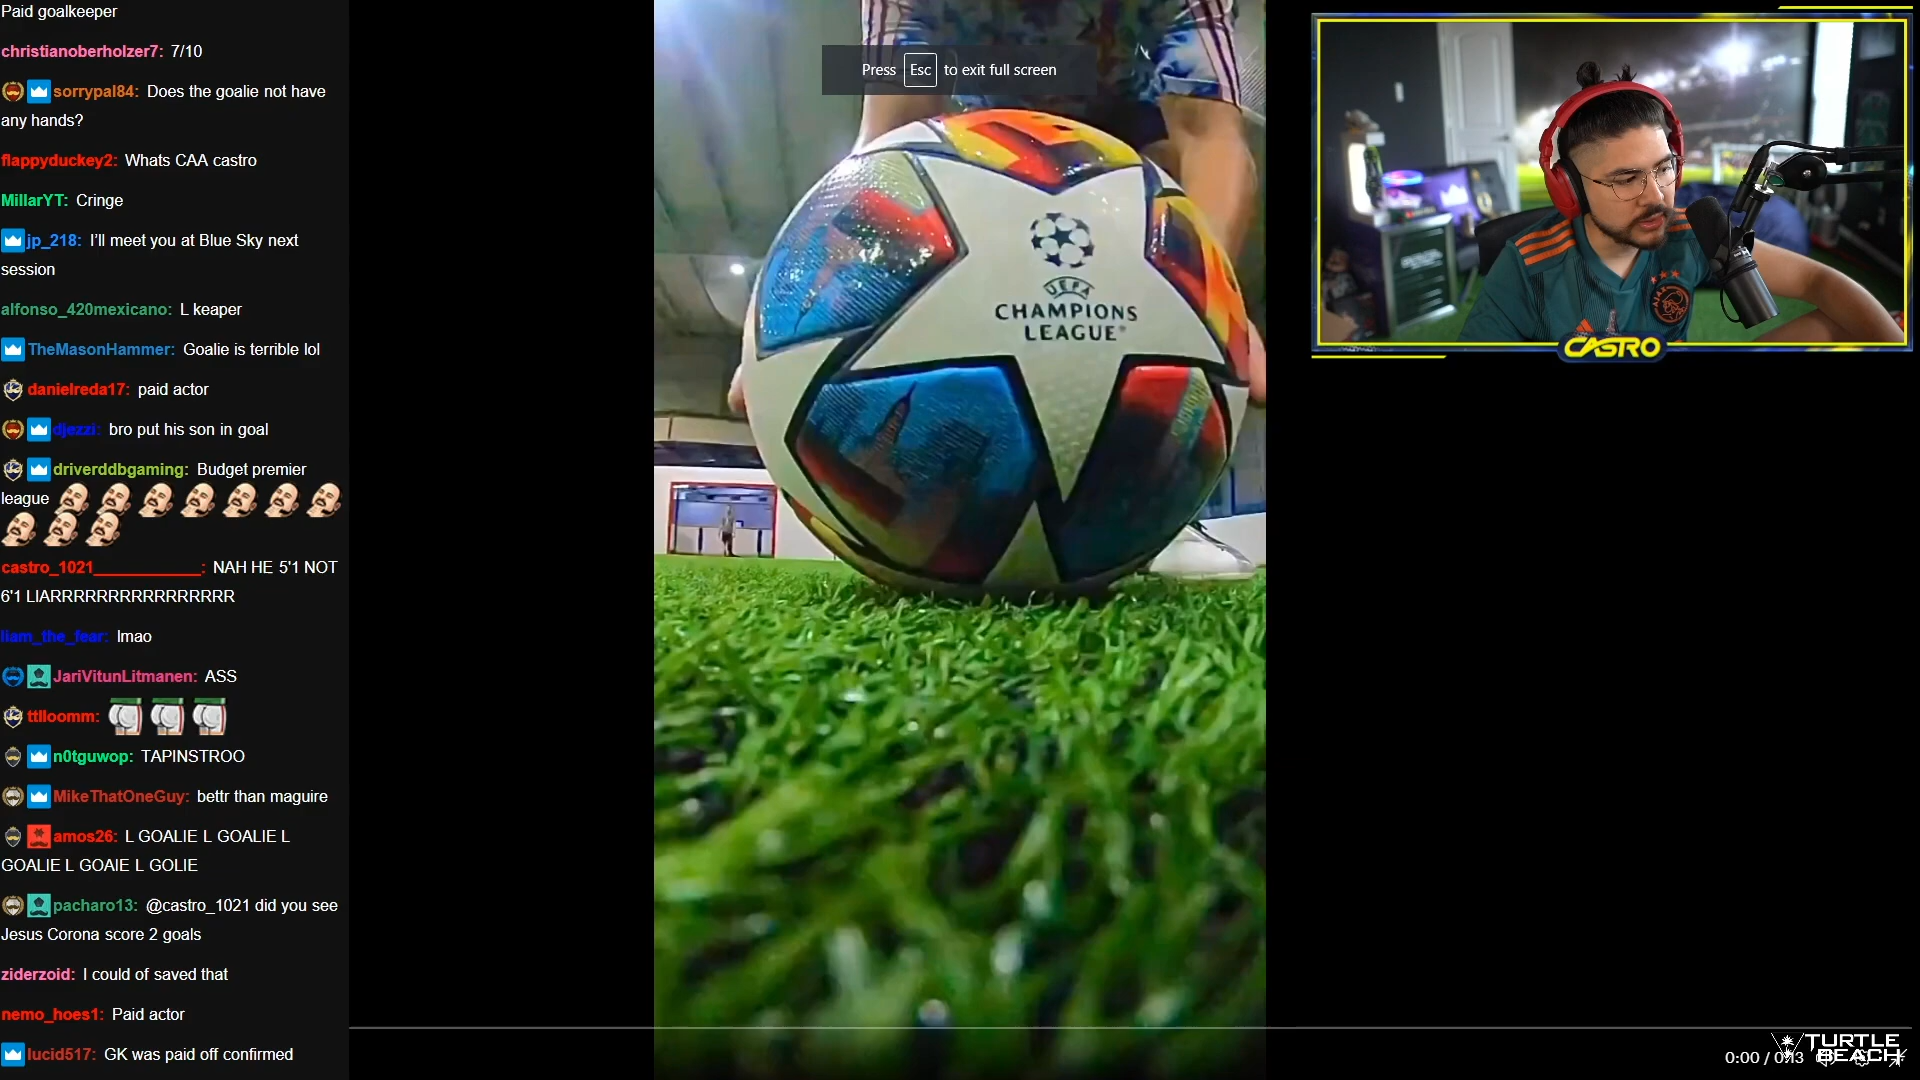 Paid goalkeeper
christianoberholzer7: 7/10
sorrypal84: Does the goalie not have
any hands?
flappyduckey2: Whats CAA castro
MillarYT: Cringe
jp_218: I'll meet you at Blue Sky next
session
alfonso_420mexicano: L keaper
TheMasonHammer: Goalie is terrible lol
danielreda17: paid actor
djezzi: bro put his son in goal
driverddbgaming: Budget premier
league
castro_1021____________: NAH HE 5'1 NOT
6'1 LIARRRRRRRRRRRRRRRR
liam_the_fear: lmao
JariVitunLitmanen: ASS
ttlloomm:
n0tguwop: TAPINSTROO
MikeThatOneGuy: bettr than maguire
amos26: L GOALIE L GOALIE L
GOALIE L GOAIE L GOLIE
pacharo13: @castro_1021 did you see
Jesus Corona score 2 goals
ziderzoid: I could of saved that
nemo_hoes1: Paid actor
lucid517: GK was paid off confirmed
Press Esc to exit full screen
UEFA
CHAMPIONS
LEAGUE®
AJAX
CASTRO
0:00 / 0:13
TURTLE
BEACH